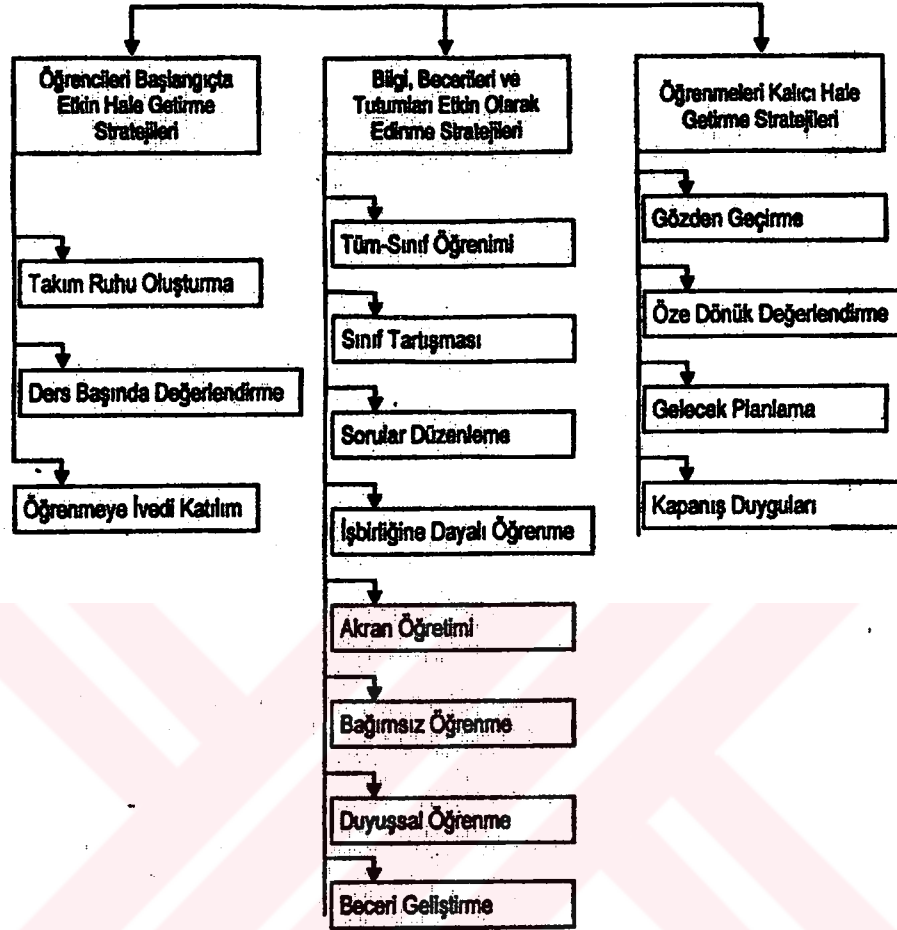 Öğrencileri Başlangıçta
Etkin Hale Getirme
Stratejileri
Takım Ruhu Oluşturma
Ders Başında Değerlendirme
Öğrenmeye İvedi Katılım
Bilgi, Becerileri ve
Tutumları Etkin Olarak
Edinme Stratejileri
Tüm-Sınıf Öğrenimi
Sınıf Tartışması
Sorular Düzenleme
İşbirliğine Dayalı Öğrenme
Akran Öğretimi
Bağımsız Öğrenme
Duyuşsal Öğrenme
Beceri Geliştirme
Öğrenmeleri Kalıcı Hale
Getirme Stratejileri
Gözden Geçirme
Öze Dönük Değerlendirme
Gelecek Planlama
Kapanış Duyguları